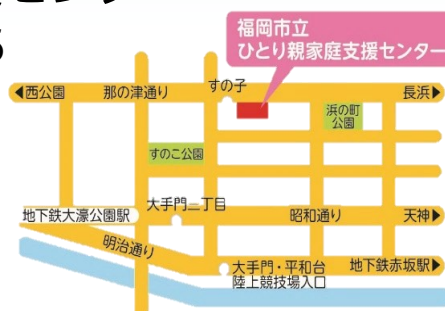 福岡市立
ひとり親家庭支援センター
◀西公園
那の津通り
すの子
長浜▶
浜の町
公園
すのこ公園
大手門二丁目
地下鉄大濠公園駅
昭和通り
天神▶
明治通り
大手門・平和台
陸上競技場入口
地下鉄赤坂駅▶